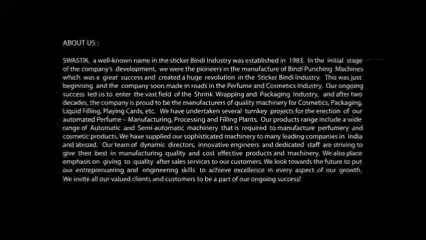 ABOUT US :
SWASTIK, a well-known name in the sticker Bindi Industry was established in 1983. In the initial stage
of the company's development, we were the pioneers in the manufacture of Bindi Punching Machines
which was a great success and created a huge revolution in the Sticker Bindi Industry. This was just
beginning and the company soon made in roads in the Perfume and Cosmetics Industry. Our ongoing
success led us to enter the vast field of the Shrink Wrapping and Packaging Industry, and after two
decades, the company is proud to be the manufacturers of quality machinery for Cosmetics, Packaging,
Liquid Filling, Playing Cards, etc. We have undertaken several turnkey projects for the erection of our
automated Perfume – Manufacturing, Processing and Filling Plants. Our products range include a wide
range of Automatic and Semi-automatic machinery that is required to manufacture perfumery and
cosmetic products. We have supplied our sophisticated machinery to many leading companies in India
and abroad. Our team of dynamic directors, innovative engineers and dedicated staff are striving to
give their best in manufacturing quality and cost effective products and machinery. We also place
emphasis on giving to quality after sales services to our customers. We look towards the future to put
our entreprenuering and engineering skills to achieve excellence in every aspect of our growth.
We invite all our valued clients and customers to be a part of our ongoing success!